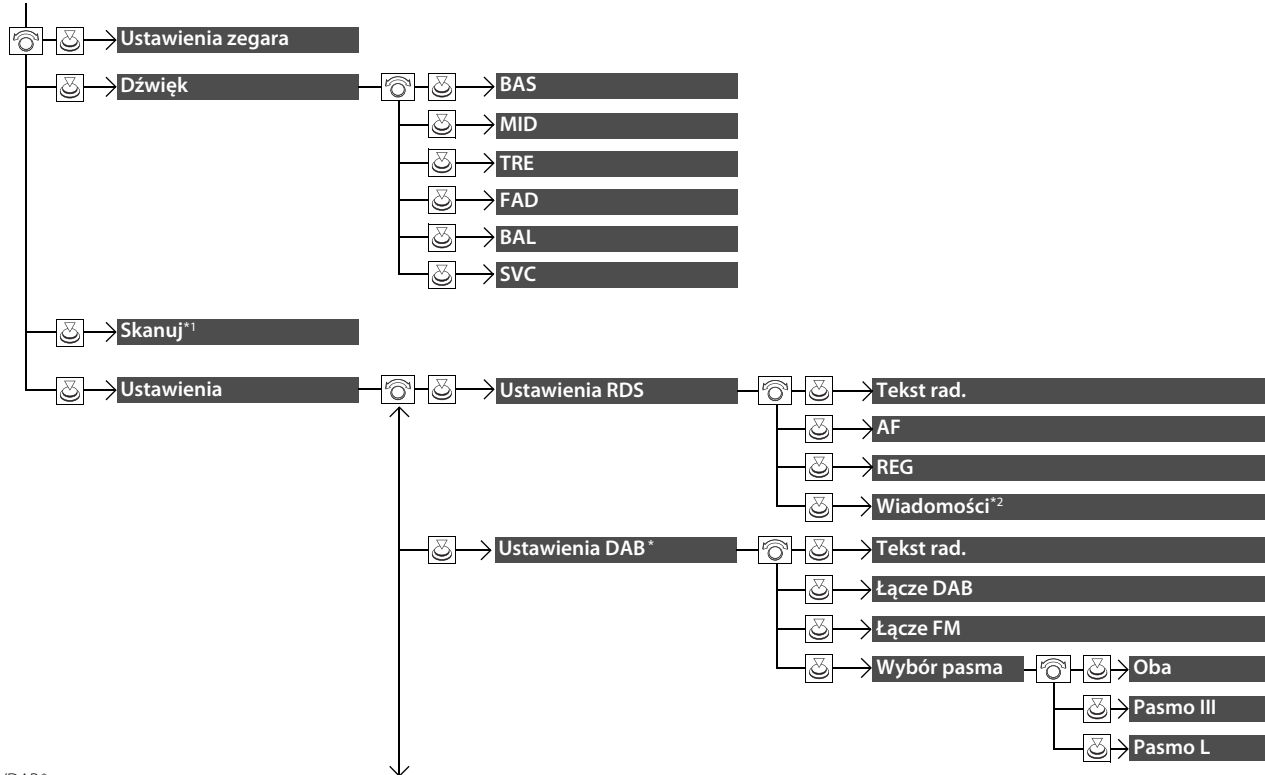 Ustawienia zegara
Dźwięk
BAS
MID
TRE
FAD
BAL
SVC
Skanuj*1
Ustawienia
Ustawienia RDS
Tekst rad.
AF
REG
Wiadomości*2
Ustawienia DAB*
Tekst rad.
Łącze DAB
Łącze FM
Wybór pasma
Oba
Pasmo III
Pasmo L